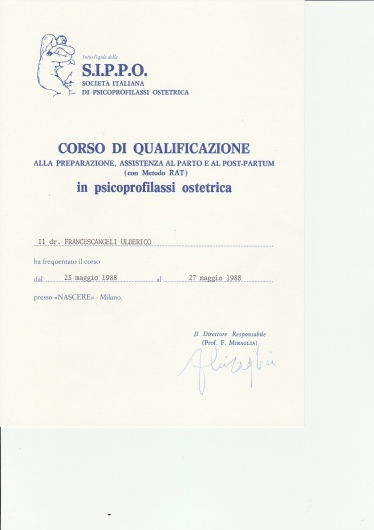 Sotto l'egida della
S.I.P.P.O.
SOCIETÀ ITALIANA
DI PSICOPROFILASSI OSTETRICA
CORSO DI QUALIFICAZIONE
ALLA PREPARAZIONE, ASSISTENZA AL PARTO E AL POST-PARTUM
(con Metodo RAT)
in psicoprofilassi ostetrica
Il dr. FRANCESCANGELI ULDERICO
ha frequentato il corso
dal: 25 maggio 1988 al 27 maggio 1988
presso «NASCERE» - Milano.
Il Direttore Responsabile
(Prof. F. MIRAGLIA)